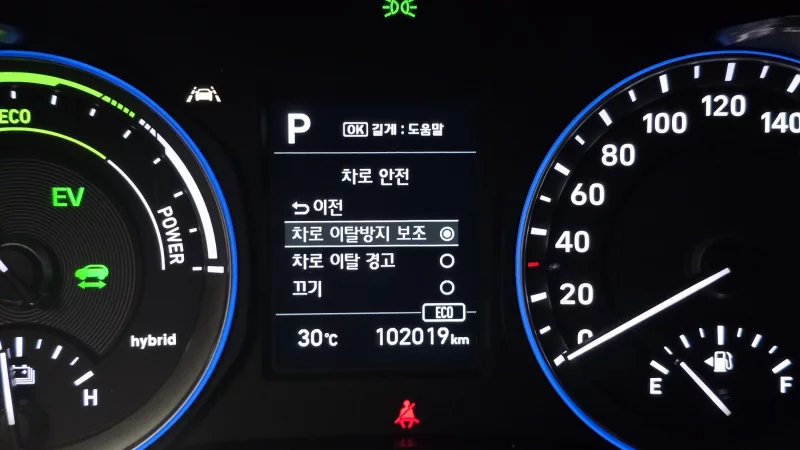 ECO
EV
POWER
hybrid
H
P
OK 길게 : 도움말
차로 안전
이전
차로 이탈방지 보조
차로 이탈 경고
끄기
ECO
30℃ 102019km
0
20
40
60
80
100
120
140
E
F